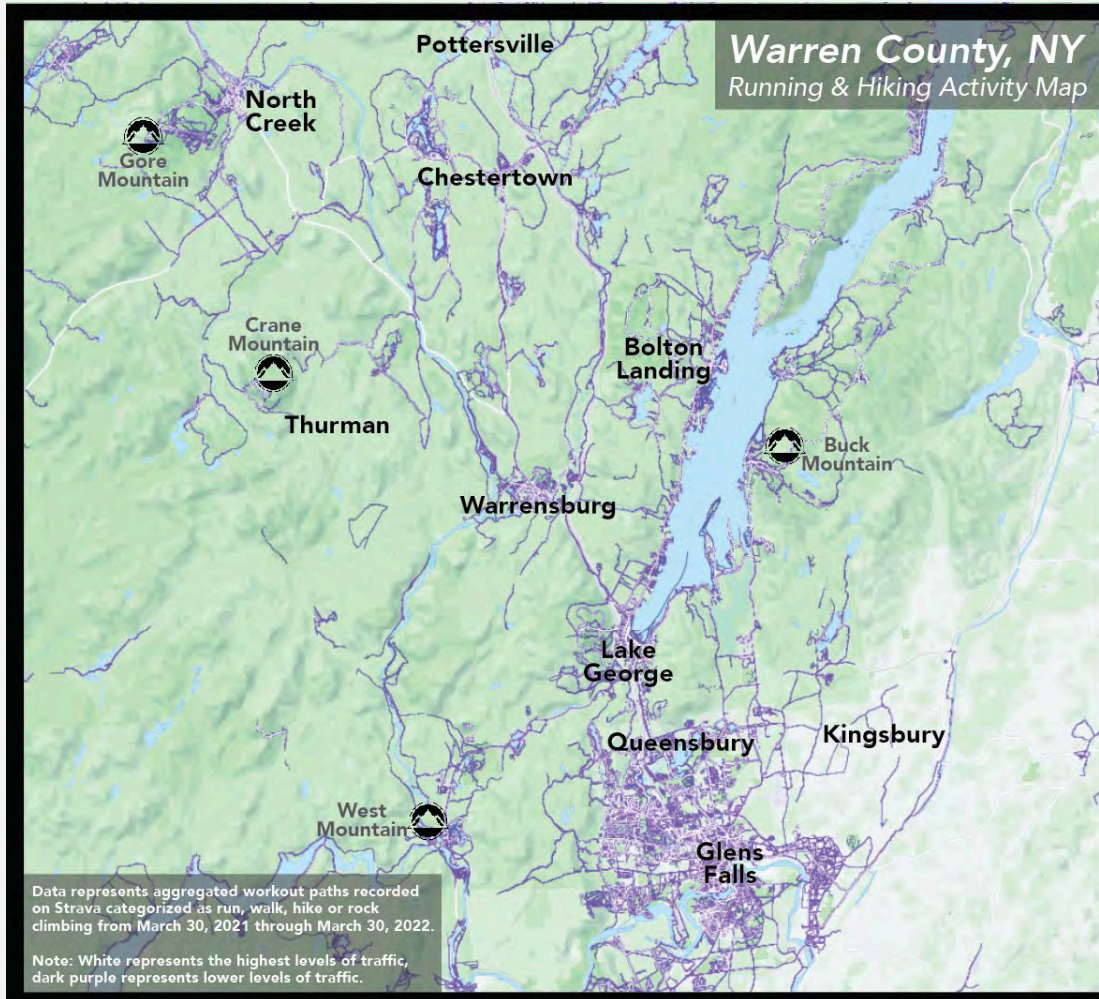 Warren County, NY
Running & Hiking Activity Map
Pottersville
North
Creek
Gore
Mountain
Chestertown
Crane
Mountain
Thurman
Bolton
Landing
Buck
Mountain
Warrensburg
Lake
George
Queensbury
Kingsbury
West
Mountain
Glens
Falls
Data represents aggregated workout paths recorded
on Strava categorized as run, walk, hike or rock
climbing from March 30, 2021 through March 30, 2022.
Note: White represents the highest levels of traffic,
dark purple represents lower levels of traffic.